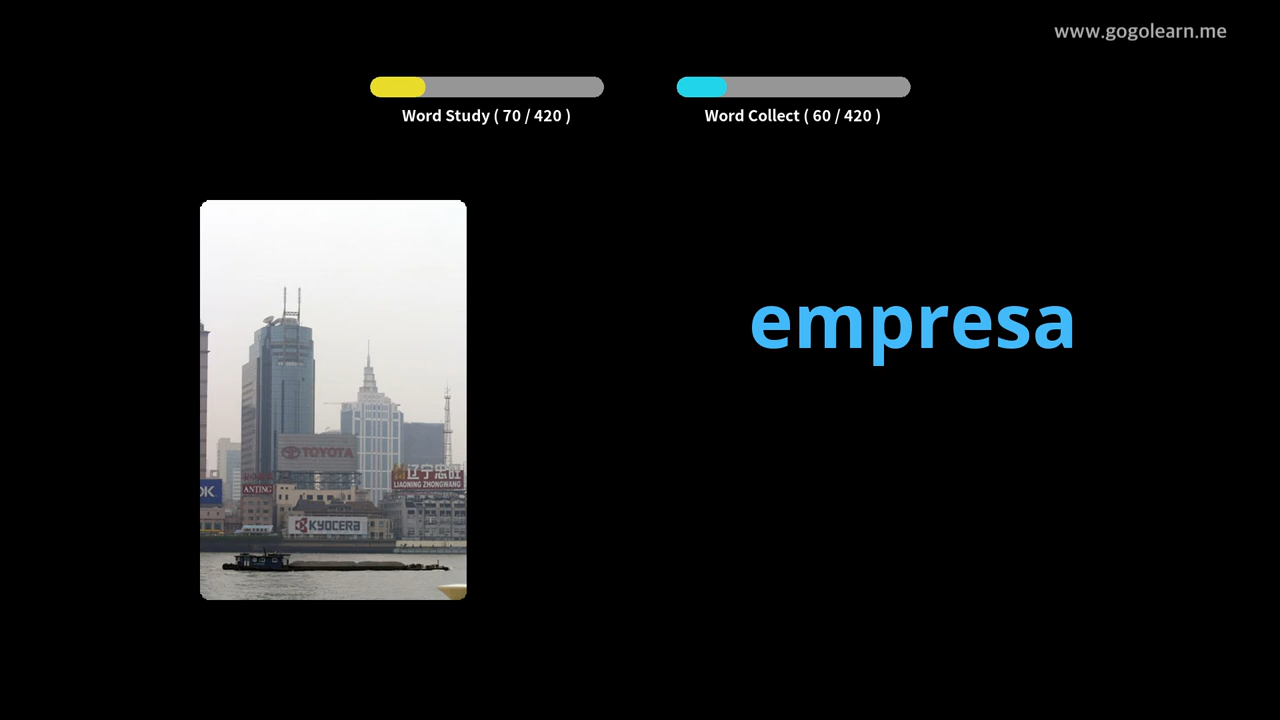 www.gogolearn.me
Word Study ( 70 / 420 )
Word Collect ( 60 / 420 )
empresa
TOYOTA
辽宁忠旺
LIAONING ZHONGWANG
OK
ANTING
KYOCERA